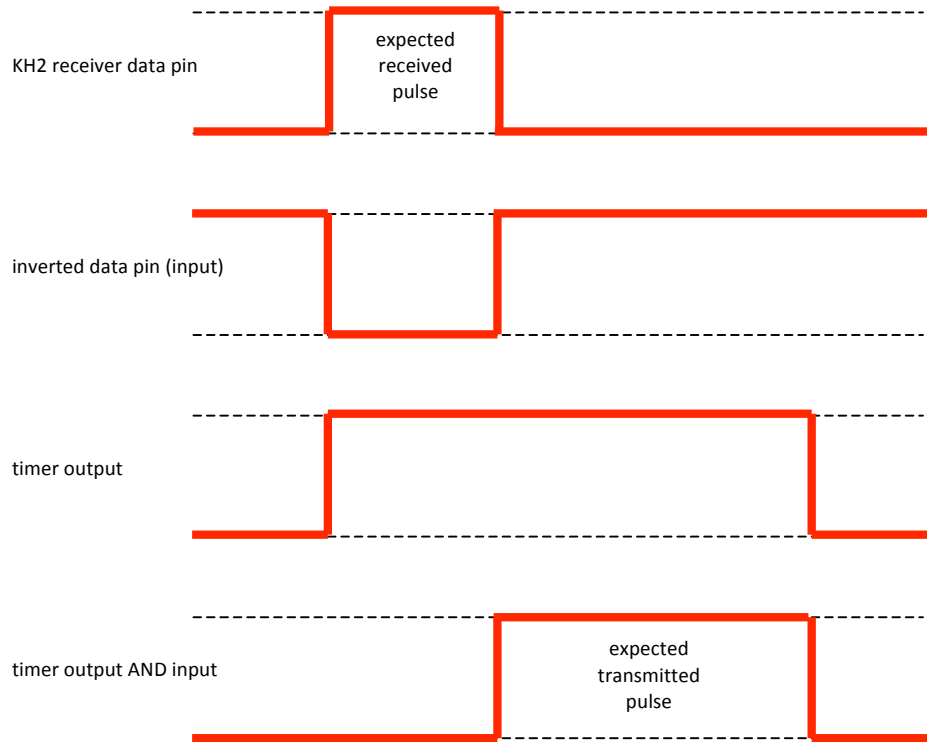 KH2 receiver data pin
expected
received
pulse
inverted data pin (input)
timer output
timer output AND input
expected
transmitted
pulse